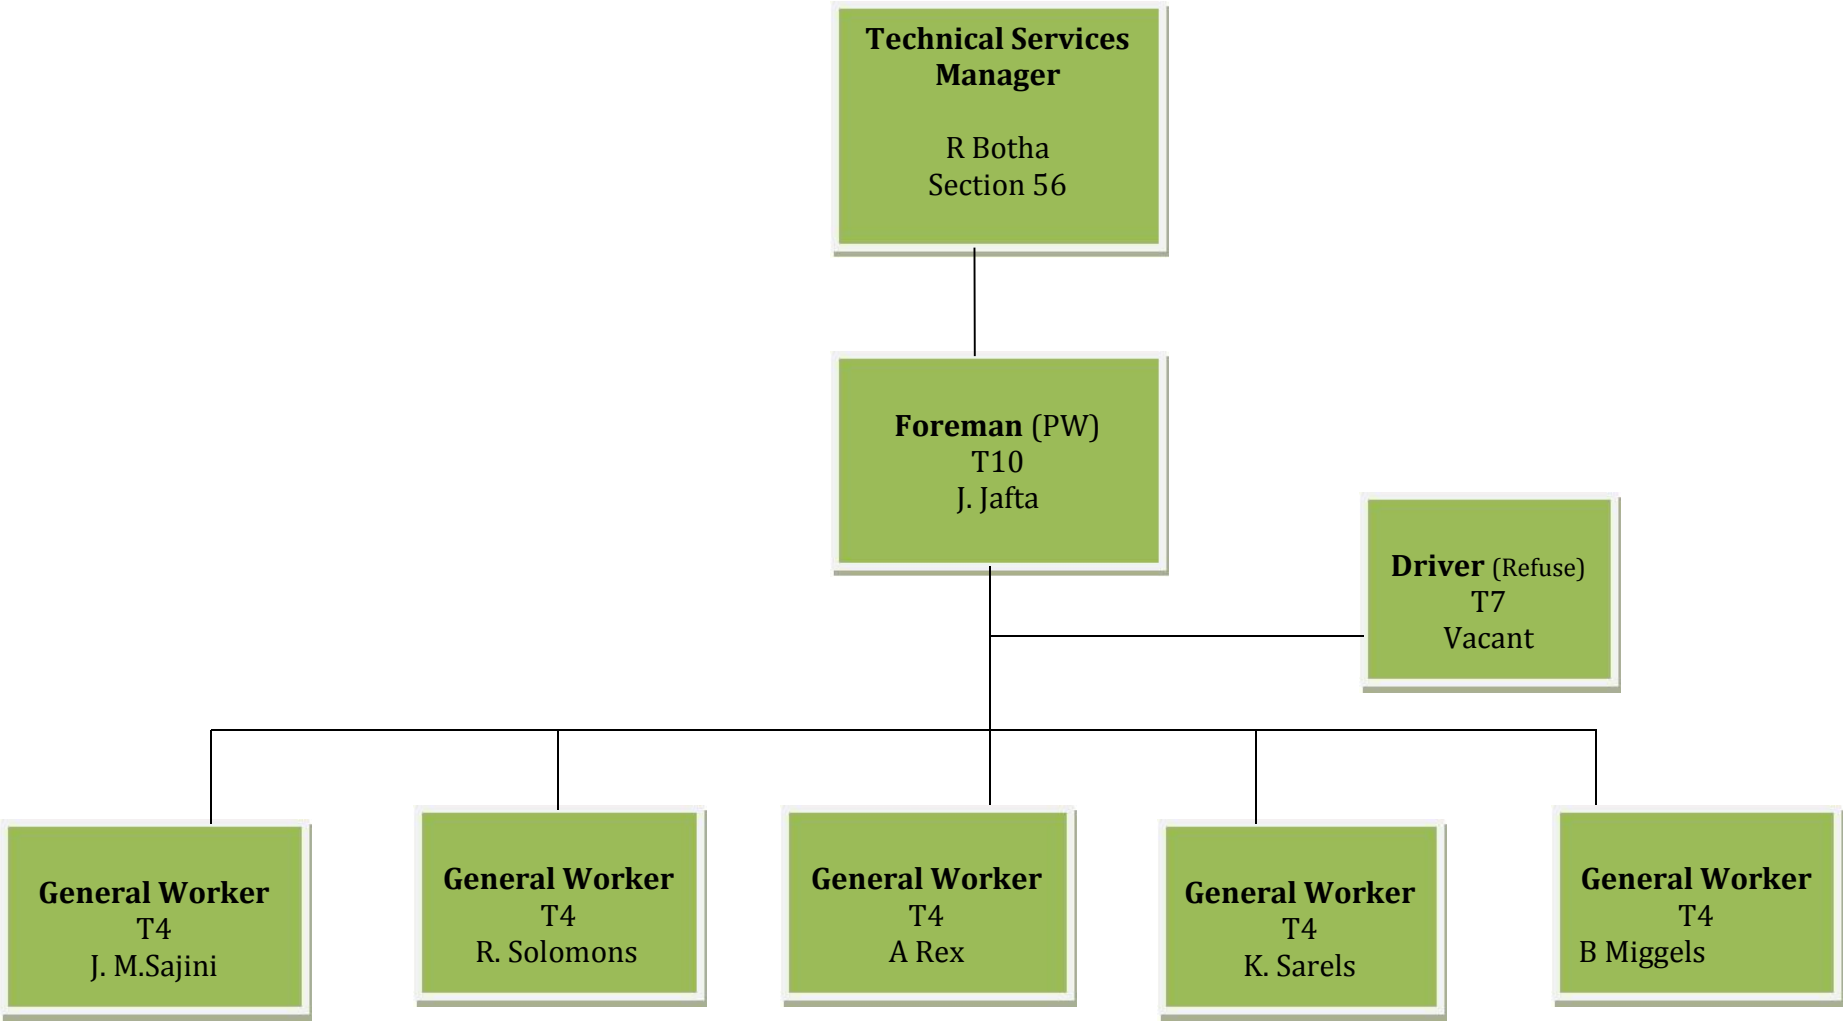 Technical Services
Manager
R Botha
Section 56
Foreman (PW)
T10
J. Jafta
Driver (Refuse)
T7
Vacant
General Worker
T4
J. M.Sajini
General Worker
T4
R. Solomons
General Worker
T4
A Rex
General Worker
T4
K. Sarels
General Worker
T4
B Miggels